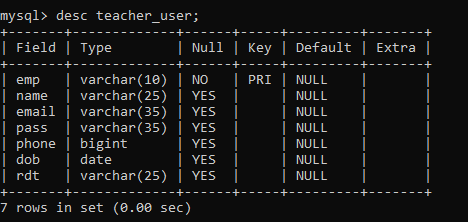 mysql> desc teacher_user;
+-------+-------------+------+-----+---------+-------+
| Field | Type        | Null | Key | Default | Extra |
+-------+-------------+------+-----+---------+-------+
| emp   | varchar(10) | NO   | PRI | NULL    |       |
| name  | varchar(25) | YES  |     | NULL    |       |
| email | varchar(35) | YES  |     | NULL    |       |
| pass  | varchar(35) | YES  |     | NULL    |       |
| phone | bigint      | YES  |     | NULL    |       |
| dob   | date        | YES  |     | NULL    |       |
| rdt   | varchar(25) | YES  |     | NULL    |       |
+-------+-------------+------+-----+---------+-------+
7 rows in set (0.00 sec)